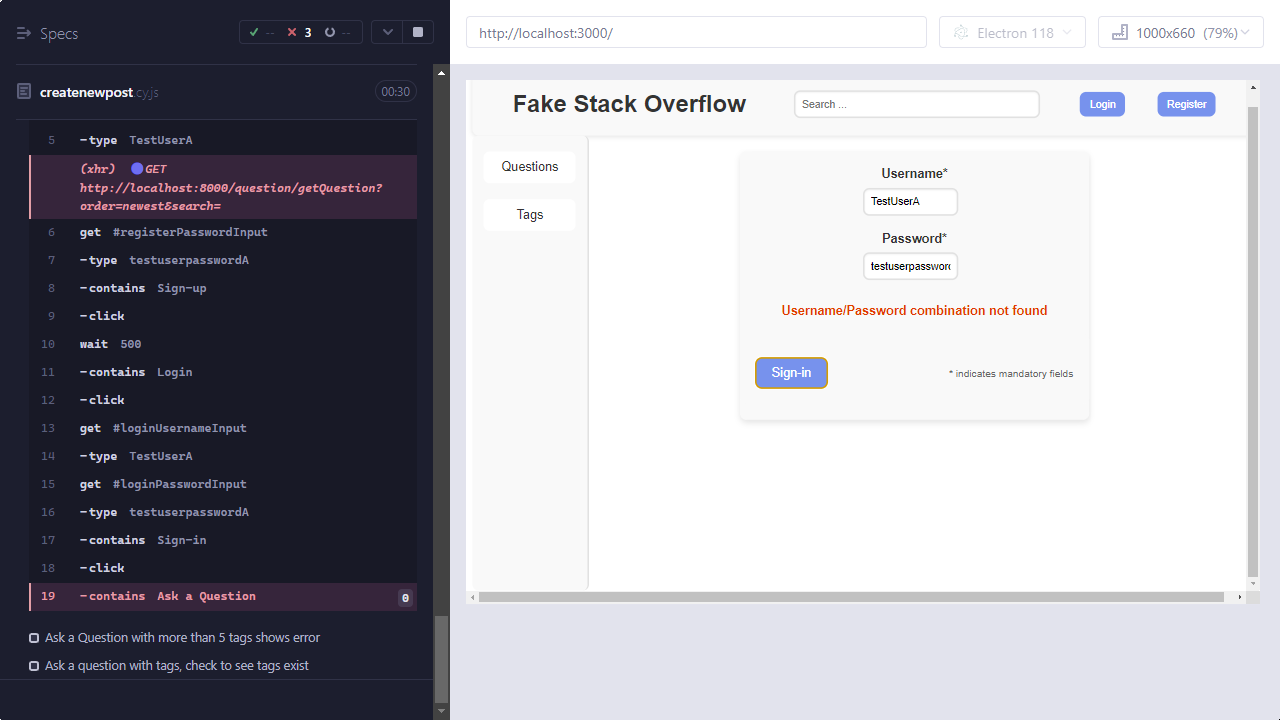 Specs
-- 3 --
createnewpost.cy.js 00:30
5 -type TestUserA
(xhr) GET
http://localhost:8000/question/getQuestion?
order=newest&search=
6 get #registerPasswordInput
7 -type testuserpasswordA
8 -contains Sign-up
9 -click
10 wait 500
11 -contains Login
12 -click
13 get #loginUsernameInput
14 -type TestUserA
15 get #loginPasswordInput
16 -type testuserpasswordA
17 -contains Sign-in
18 -click
19 -contains Ask a Question 0
Ask a Question with more than 5 tags shows error
Ask a question with tags, check to see tags exist
http://localhost:3000/
Electron 118
1000x660 (79%)
Fake Stack Overflow
Search ...
Login
Register
Questions
Tags
Username*
TestUserA
Password*
testuserpassword
Username/Password combination not found
Sign-in
* indicates mandatory fields